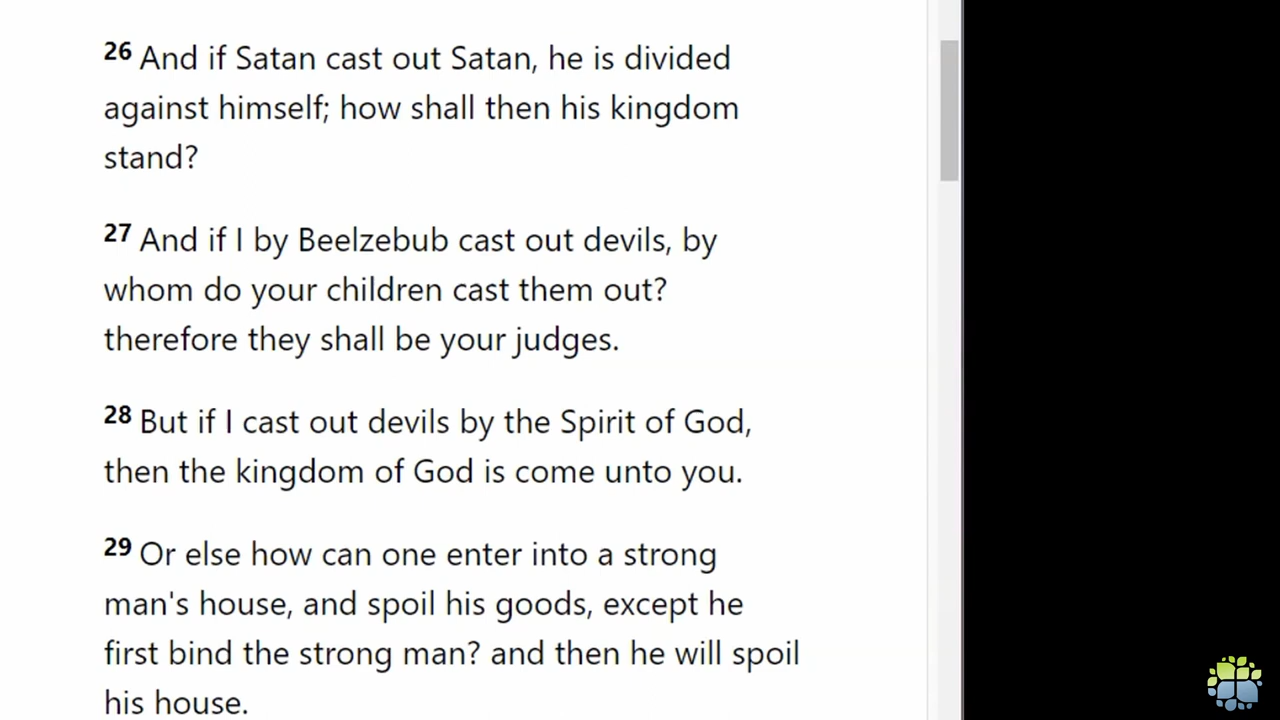 26 And if Satan cast out Satan, he is divided
against himself; how shall then his kingdom
stand?
27 And if I by Beelzebub cast out devils, by
whom do your children cast them out?
therefore they shall be your judges.
28 But if I cast out devils by the Spirit of God,
then the kingdom of God is come unto you.
29 Or else how can one enter into a strong
man's house, and spoil his goods, except he
first bind the strong man? and then he will spoil
his house.